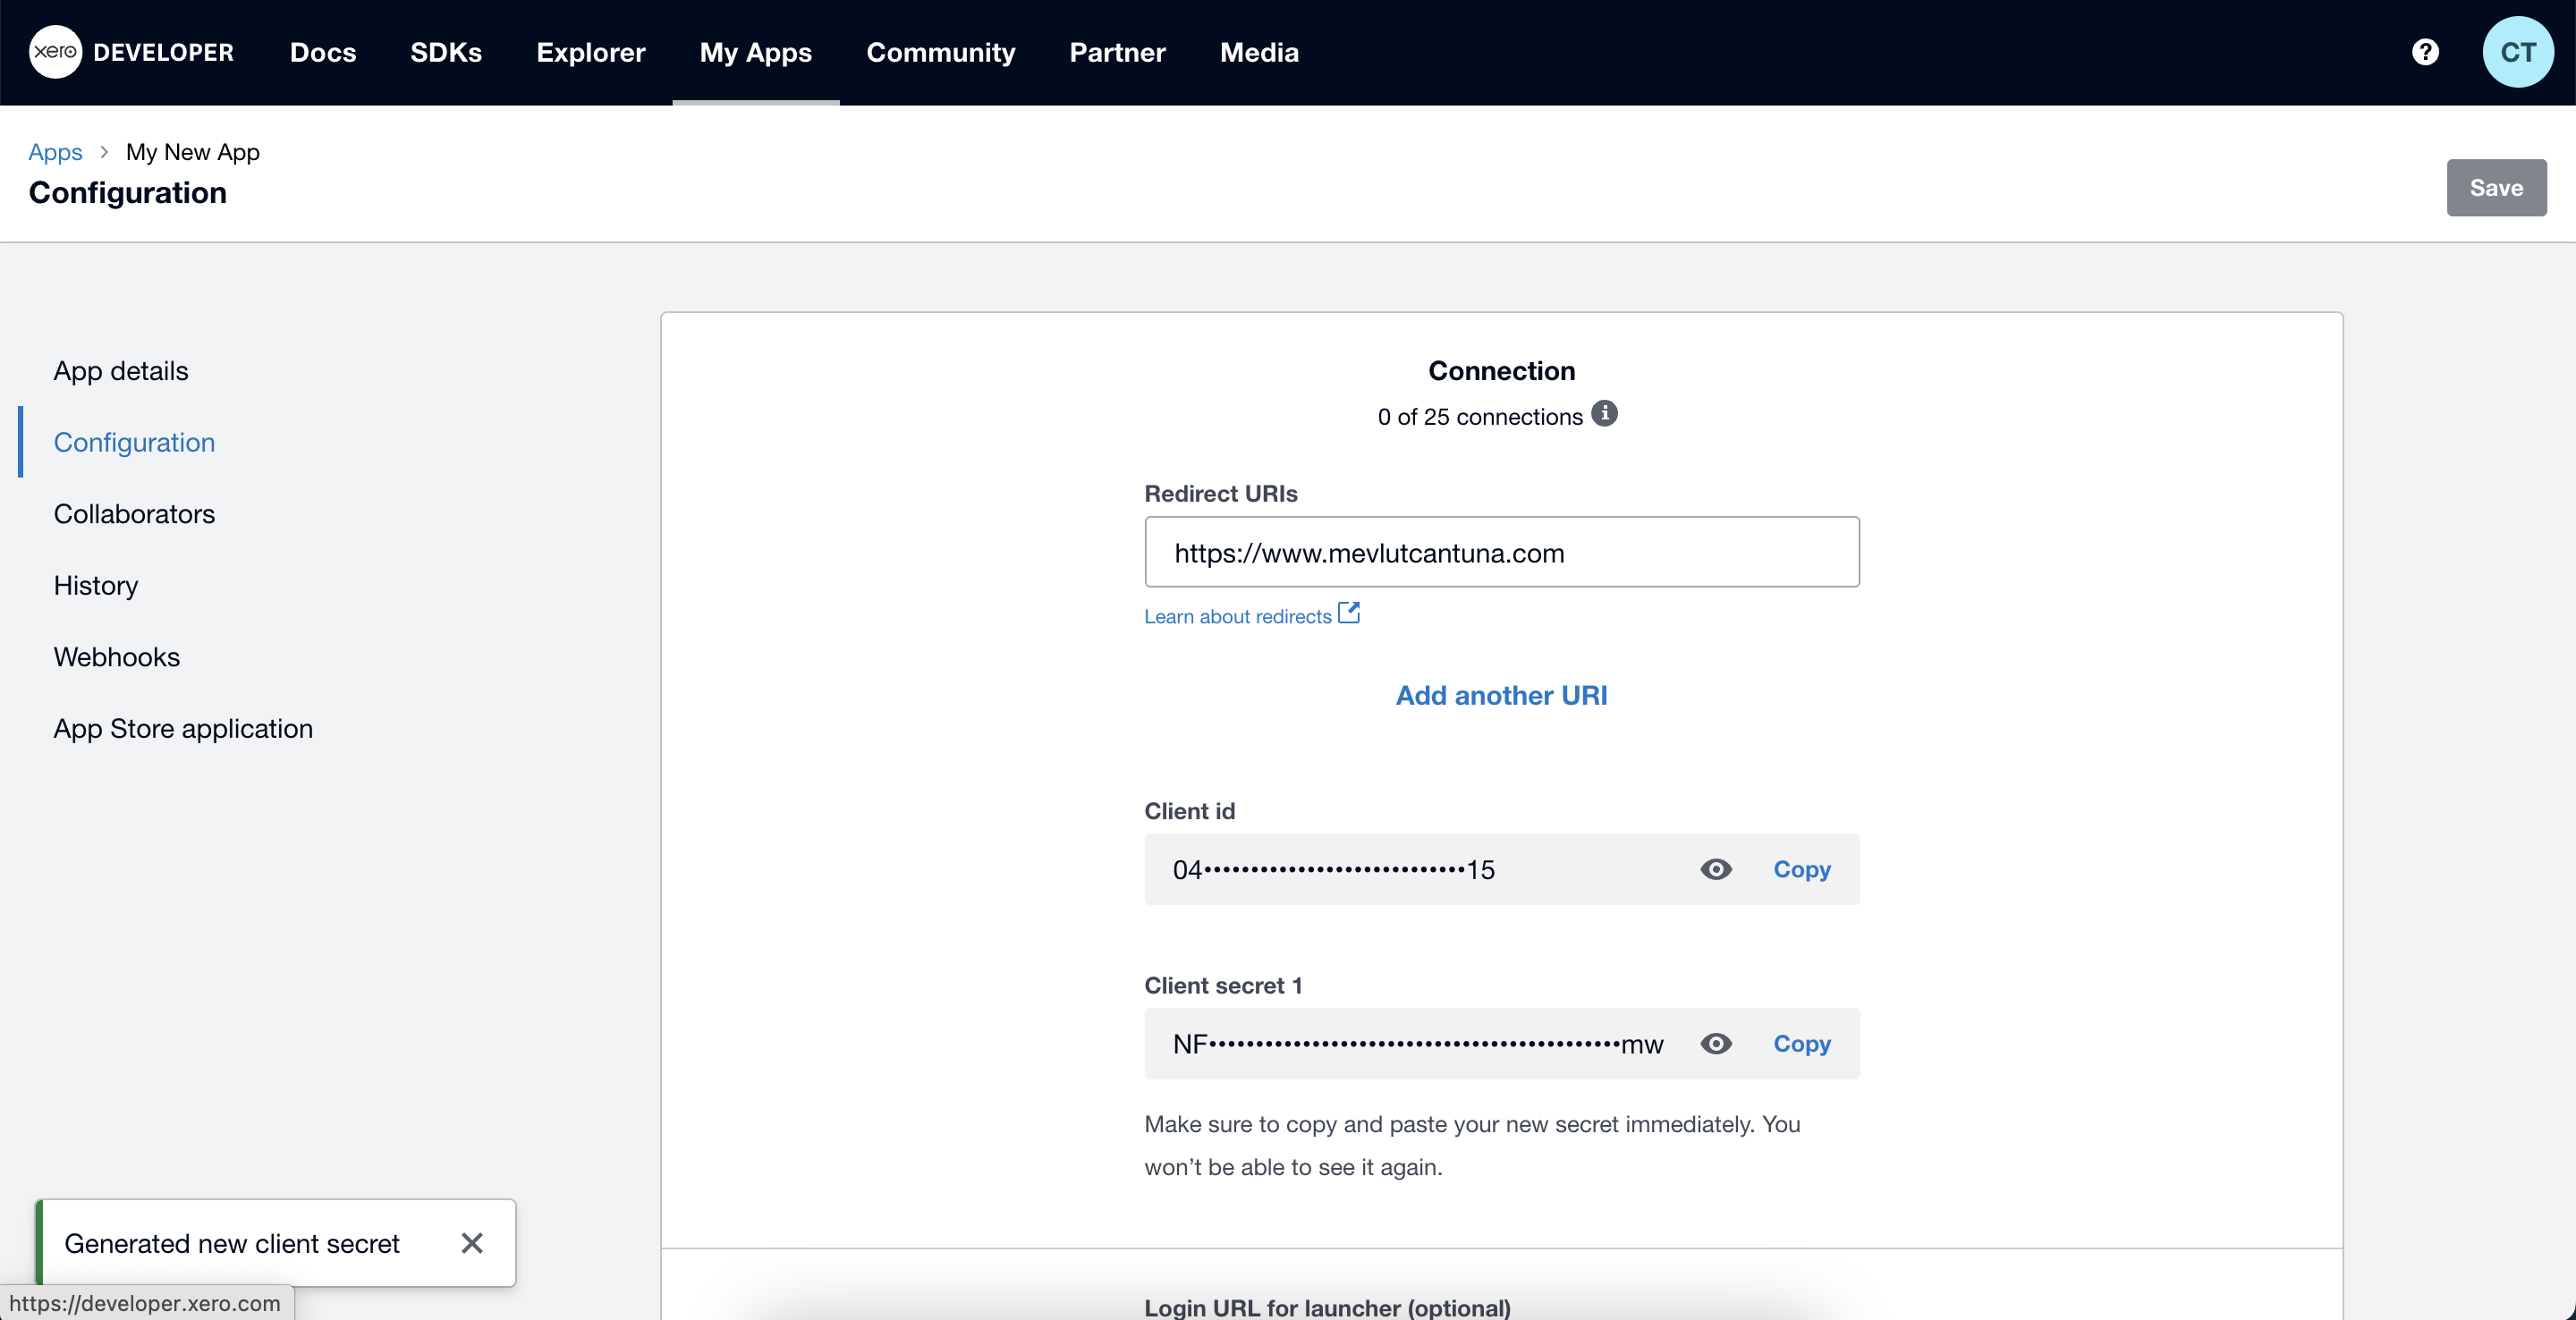 xero DEVELOPER Docs SDKs Explorer My Apps Community Partner Media ? CT
Apps > My New App
Configuration
Save
App details
Configuration
Collaborators
History
Webhooks
App Store application
Connection
0 of 25 connections i
Redirect URIs
https://www.mevlutcantuna.com
Learn about redirects
Add another URI
Client id
04••••••••••••••••••••••••••••15 Copy
Client secret 1
NF••••••••••••••••••••••••••••••••••••••••••••mw Copy
Make sure to copy and paste your new secret immediately. You
won’t be able to see it again.
Generated new client secret
https://developer.xero.com
Login URL for launcher (optional)